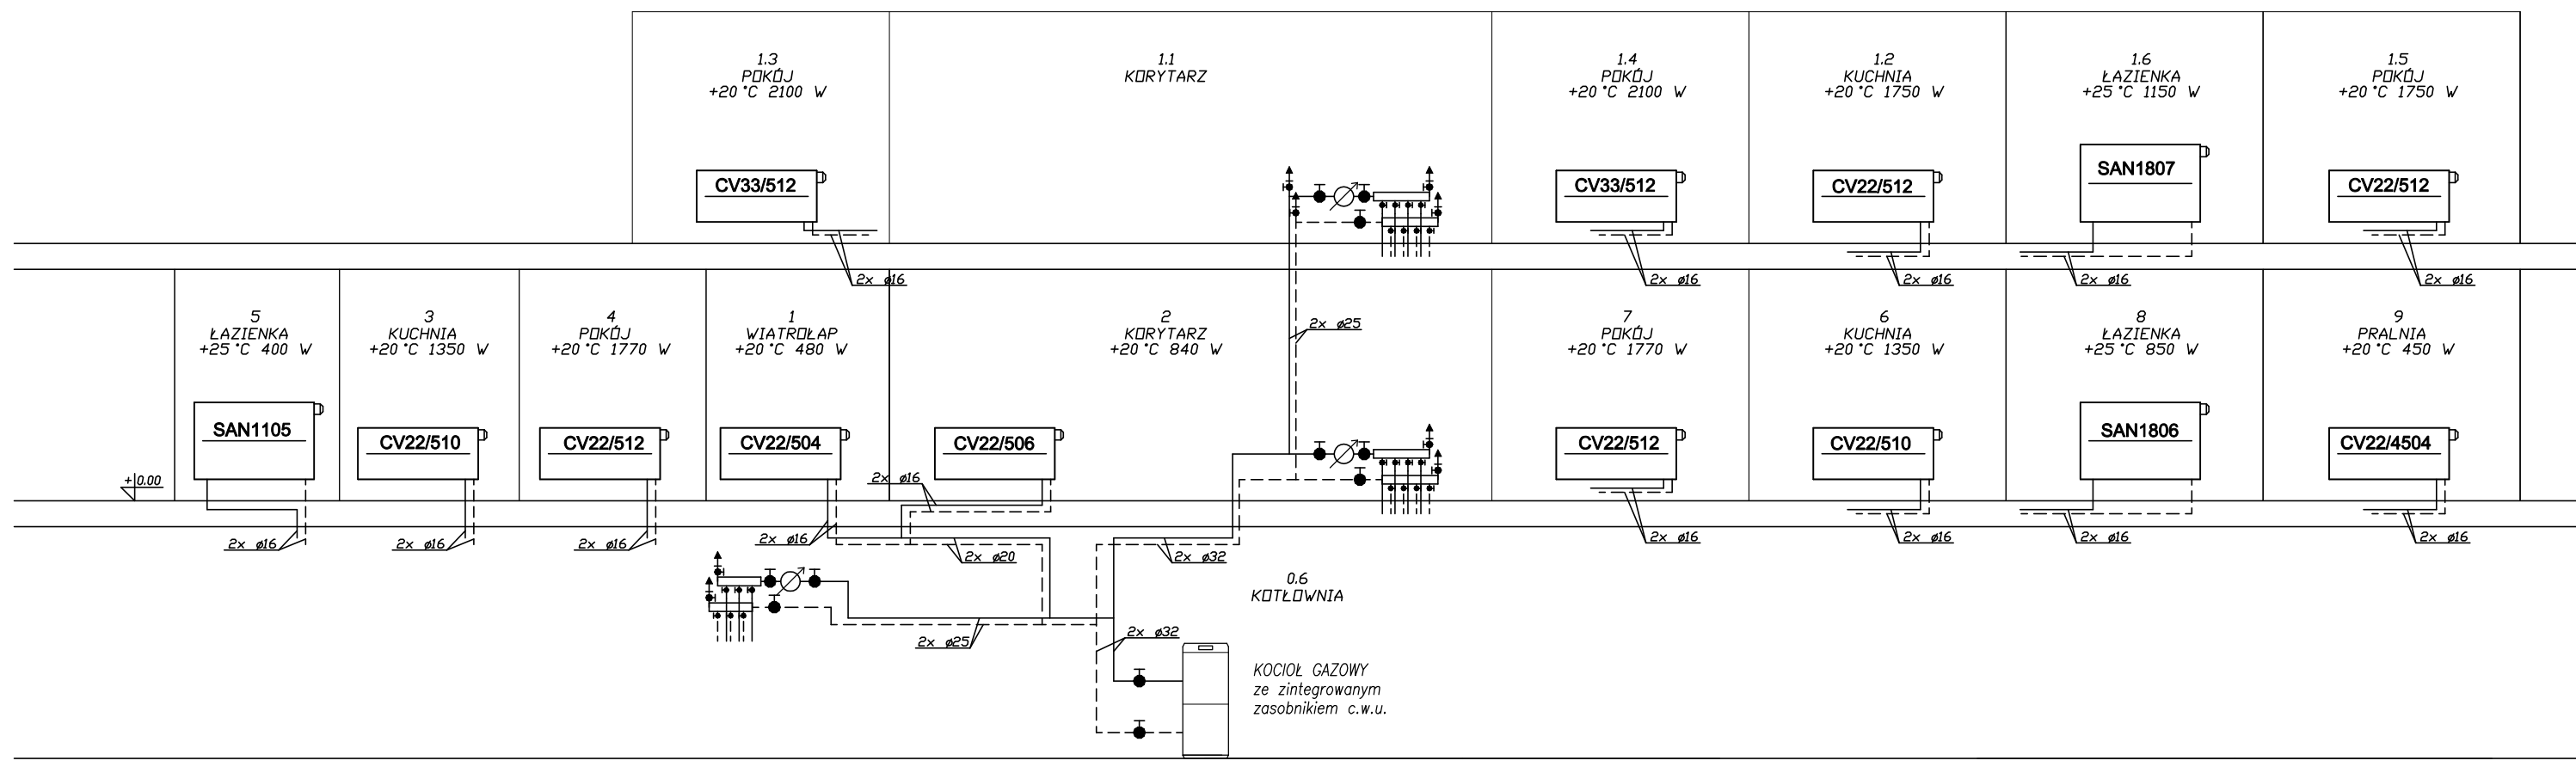 1.3
POKÓJ
+20°C 2100 W
1.1
KORYTARZ
1.4
POKÓJ
+20°C 2100 W
1.2
KUCHNIA
+20°C 1750 W
1.6
ŁAZIENKA
+25°C 1150 W
1.5
POKÓJ
+20°C 1750 W
CV33/512
CV33/512
CV22/512
SAN1807
CV22/512
2x ø16
2x ø16
2x ø16
2x ø16
2x ø16
5
ŁAZIENKA
+25°C 400 W
3
KUCHNIA
+20°C 1350 W
4
POKÓJ
+20°C 1770 W
1
WIATROŁAP
+20°C 480 W
2
KORYTARZ
+20°C 840 W
2x ø25
7
POKÓJ
+20°C 1770 W
6
KUCHNIA
+20°C 1350 W
8
ŁAZIENKA
+25°C 850 W
9
PRALNIA
+20°C 450 W
SAN1105
CV22/510
CV22/512
CV22/504
CV22/506
CV22/512
CV22/510
SAN1806
CV22/4504
+0.00
2x ø16
2x ø16
2x ø16
2x ø16
2x ø16
2x ø20
2x ø32
2x ø16
2x ø16
2x ø16
2x ø16
0.6
KOTŁOWNIA
2x ø25
2x ø32
KOCIOŁ GAZOWY
ze zintegrowanym
zasobnikiem c.w.u.